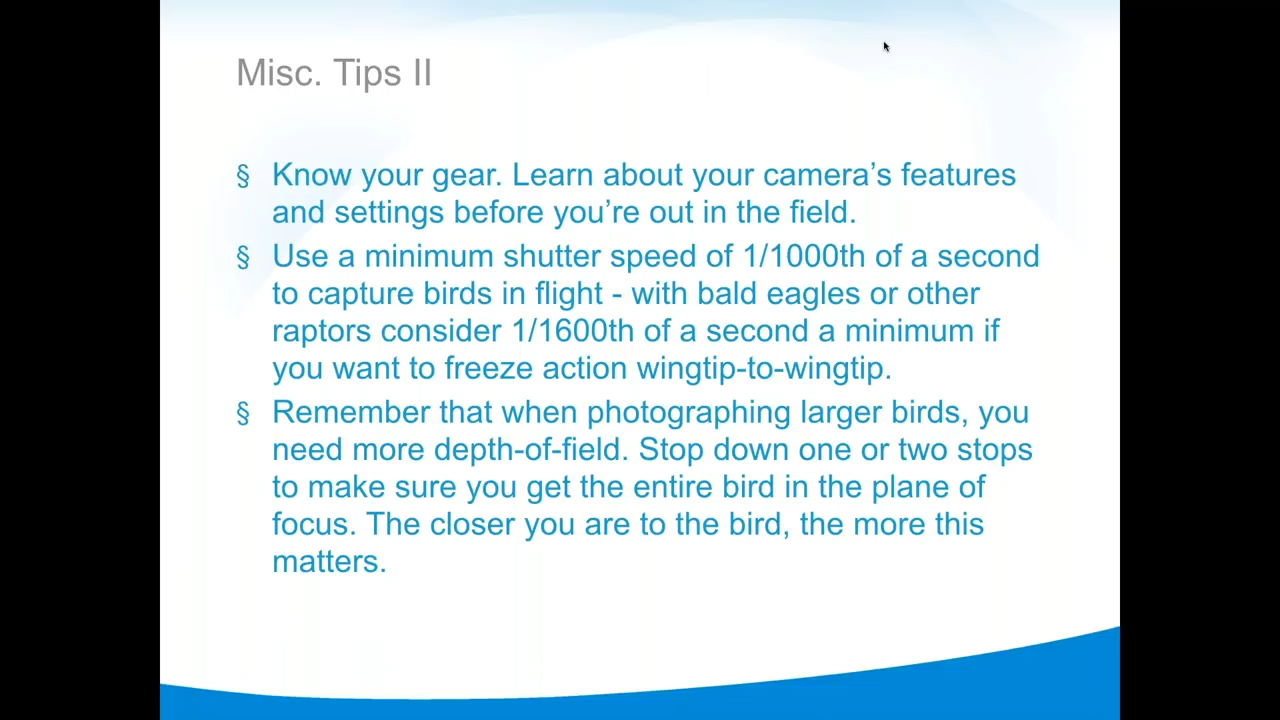 Misc. Tips II
§ Know your gear. Learn about your camera’s features
and settings before you’re out in the field.
§ Use a minimum shutter speed of 1/1000th of a second
to capture birds in flight - with bald eagles or other
raptors consider 1/1600th of a second a minimum if
you want to freeze action wingtip-to-wingtip.
§ Remember that when photographing larger birds, you
need more depth-of-field. Stop down one or two stops
to make sure you get the entire bird in the plane of
focus. The closer you are to the bird, the more this
matters.